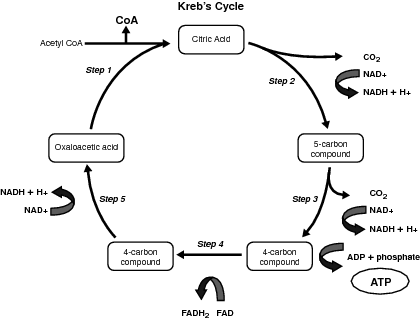 Kreb's Cycle
CoA
Acetyl CoA
Citric Acid
Step 1
CO2
NAD+
NADH + H+
Step 2
Oxaloacetic acid
5-carbon
compound
NADH + H+
NAD+
Step 5
Step 3
CO2
NAD+
NADH + H+
4-carbon
compound
Step 4
4-carbon
compound
ADP + phosphate
ATP
FADH2 FAD